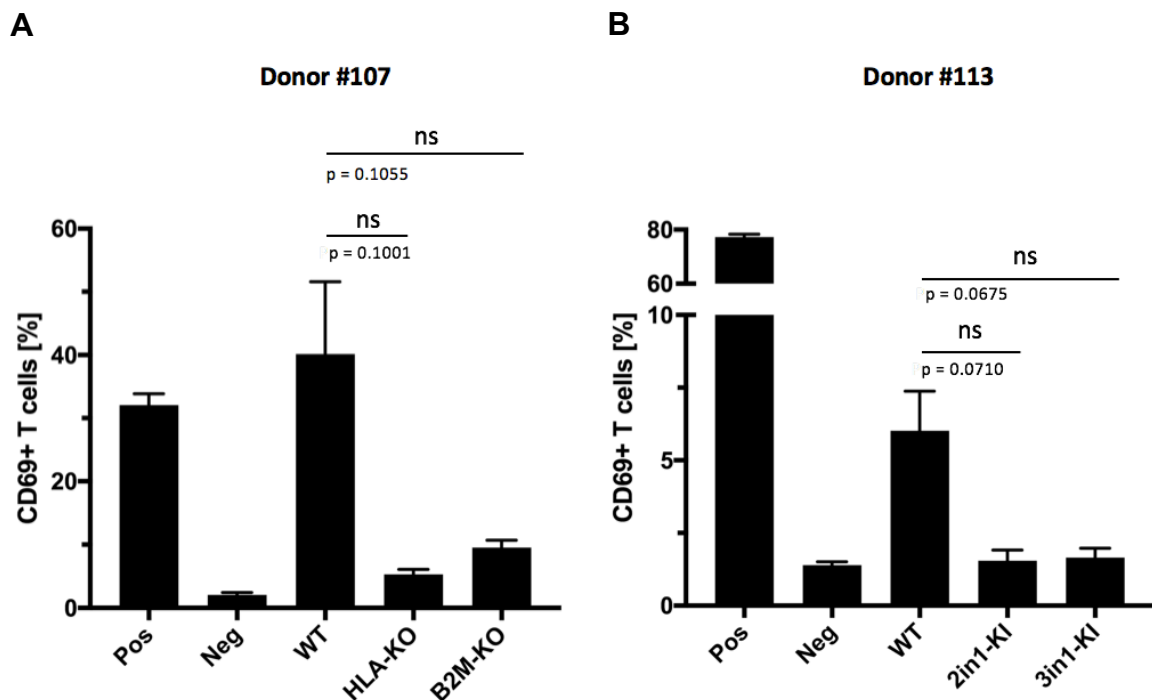 A
Donor #107
ns
p = 0.1055
ns
p = 0.1001
60
40
20
0
CD69+ T cells [%]
Pos
Neg
WT
HLA-KO
B2M-KO
B
Donor #113
ns
p = 0.0675
ns
p = 0.0710
80
60
10
5
0
CD69+ T cells [%]
Pos
Neg
WT
2in1-KI
3in1-KI